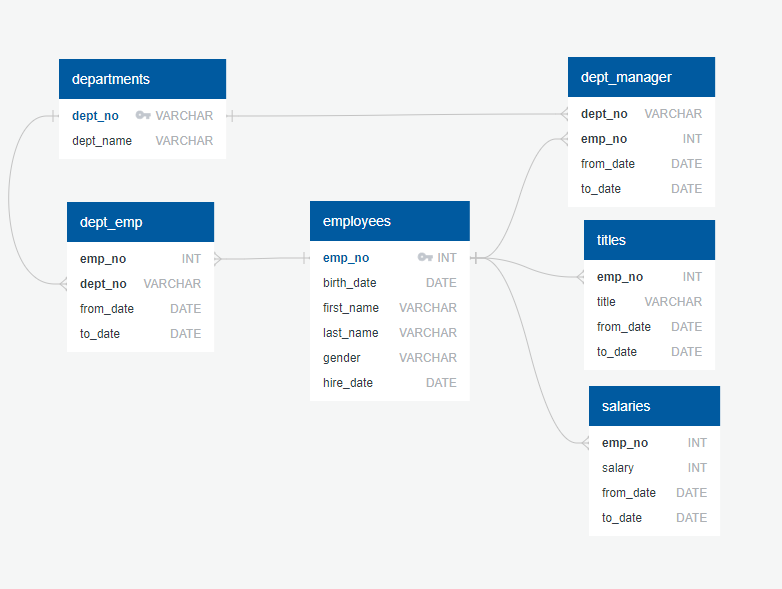 departments
dept_no VARCHAR
dept_name VARCHAR
dept_emp
emp_no INT
dept_no VARCHAR
from_date DATE
to_date DATE
employees
emp_no INT
birth_date DATE
first_name VARCHAR
last_name VARCHAR
gender VARCHAR
hire_date DATE
dept_manager
dept_no VARCHAR
emp_no INT
from_date DATE
to_date DATE
titles
emp_no INT
title VARCHAR
from_date DATE
to_date DATE
salaries
emp_no INT
salary INT
from_date DATE
to_date DATE